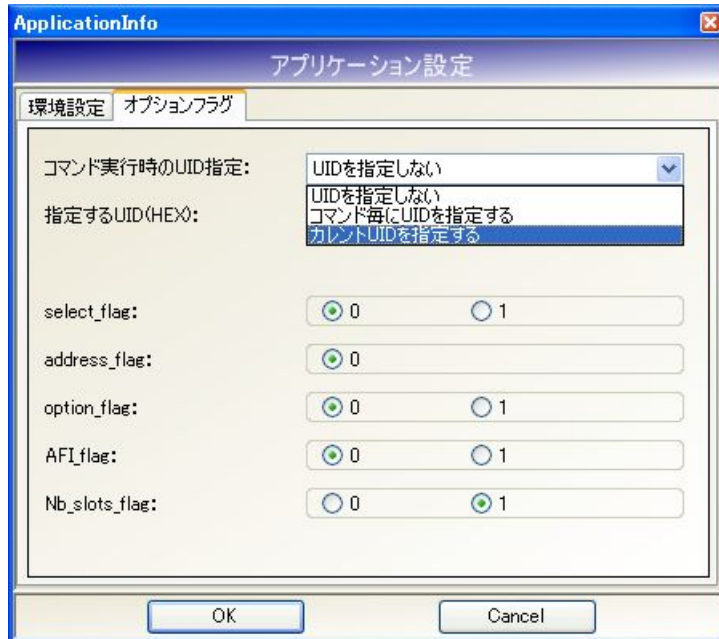 ApplicationInfo
アプリケーション設定
環境設定 オプションフラグ
コマンド実行時のUID指定: UIDを指定しない
UIDを指定しない
指定するUID(HEX): コマンド毎にUIDを指定する
カレントUIDを指定する
select_flag: 0 1
address_flag: 0
option_flag: 0 1
AFI_flag: 0 1
Nb_slots_flag: 0 1
OK Cancel